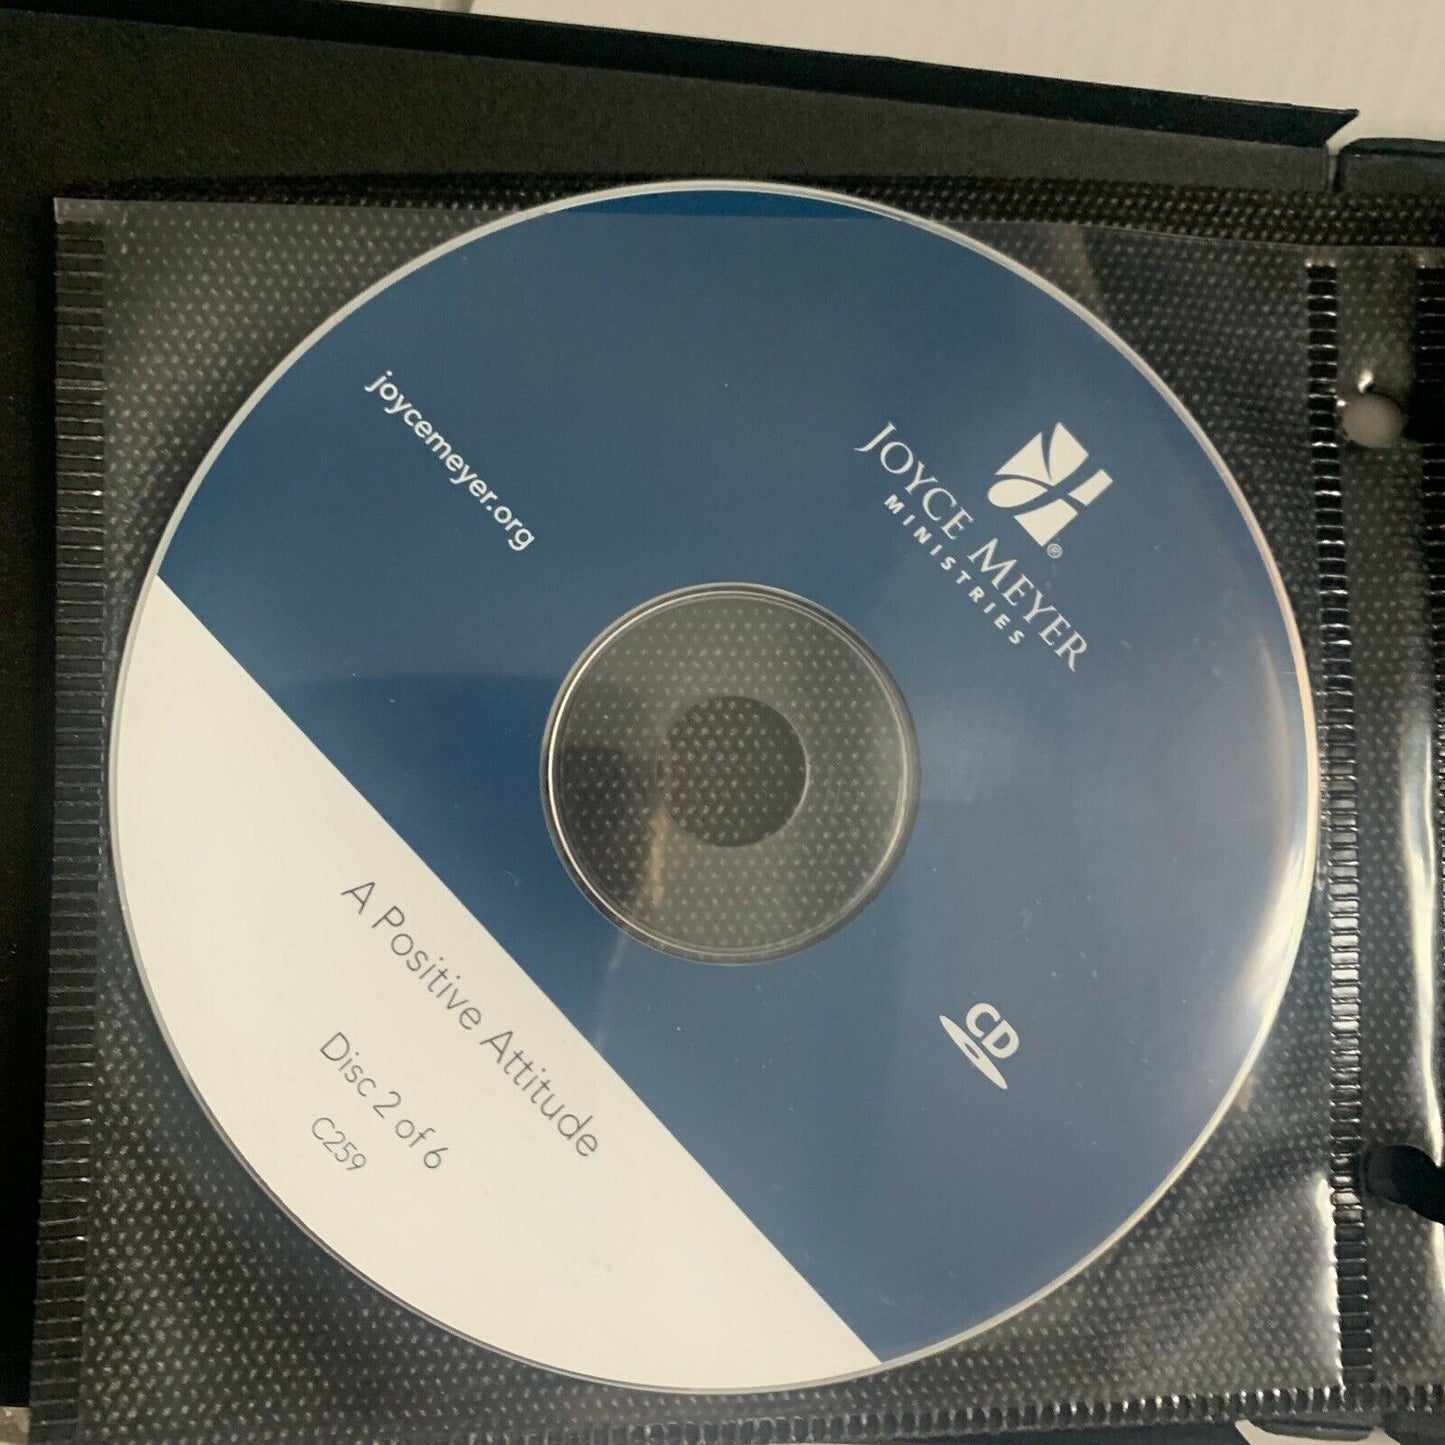 JOYCE MEYER
MINISTRIES
®
joycemeyer.org
CD
A Positive Attitude
Disc 2 of 6
C259